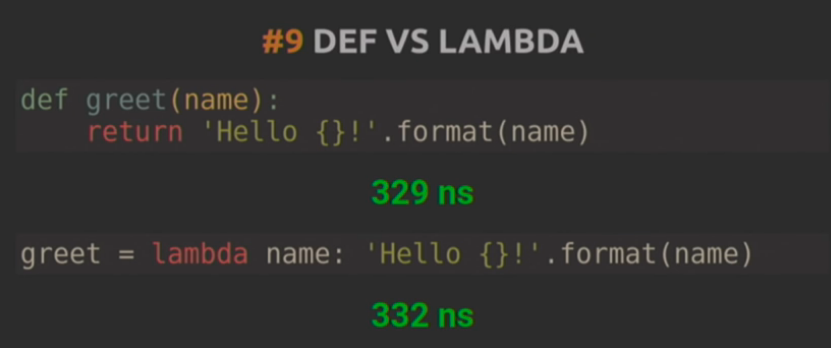 #9 DEF VS LAMBDA
def greet(name):
    return 'Hello {}!'.format(name)
329 ns
greet = lambda name: 'Hello {}!'.format(name)
332 ns